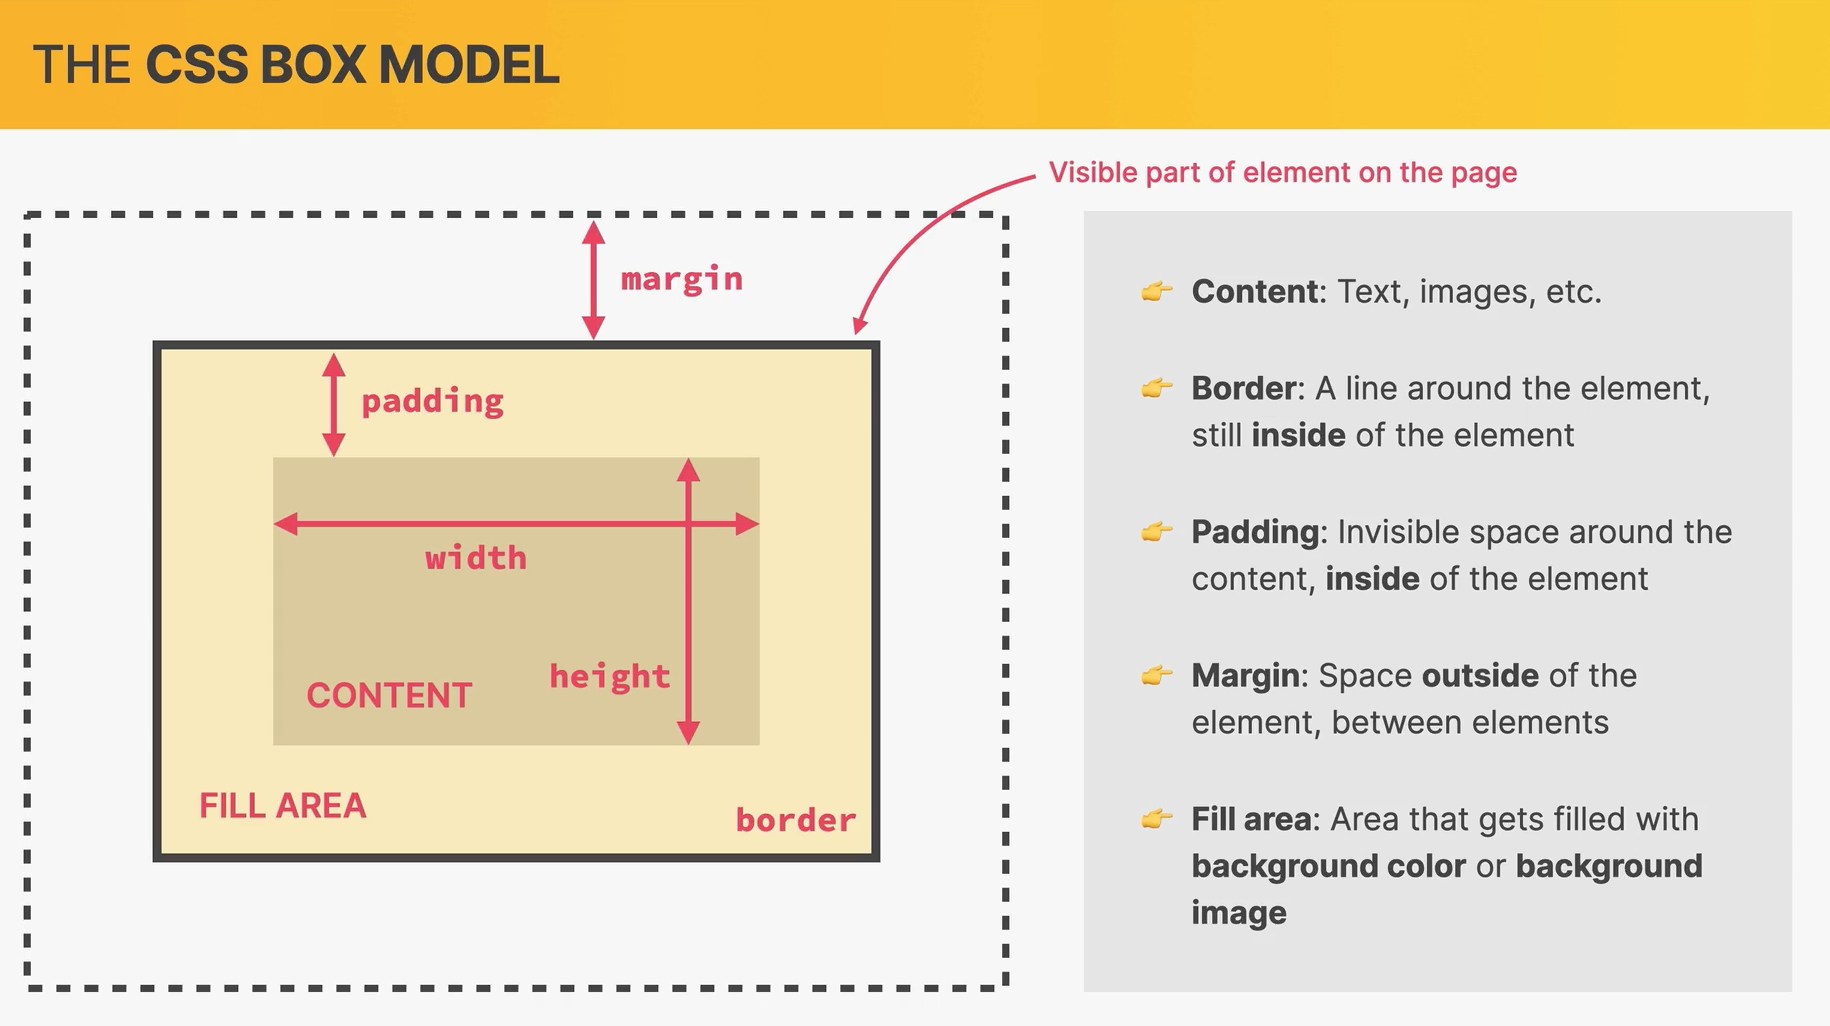 THE CSS BOX MODEL
Visible part of element on the page
margin
padding
width
height
CONTENT
FILL AREA
border
👉 Content: Text, images, etc.
👉 Border: A line around the element,
still inside of the element
👉 Padding: Invisible space around the
content, inside of the element
👉 Margin: Space outside of the
element, between elements
👉 Fill area: Area that gets filled with
background color or background
image